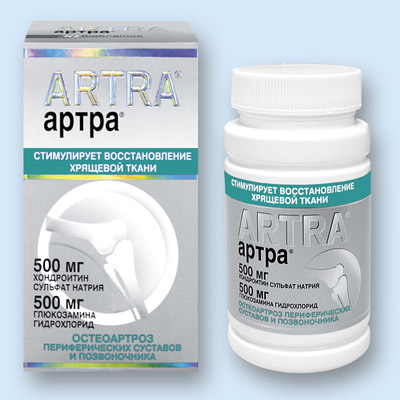 ARTRA®
артра®
СТИМУЛИРУЕТ ВОССТАНОВЛЕНИЕ
ХРЯЩЕВОЙ ТКАНИ
500 МГ
ХОНДРОИТИН
СУЛЬФАТ НАТРИЯ
500 МГ
ГЛЮКОЗАМИНА
ГИДРОХЛОРИД
ОСТЕОАРТРОЗ
ПЕРИФЕРИЧЕСКИХ СУСТАВОВ
И ПОЗВОНОЧНИКА
СТИМУЛИРУЕТ ВОССТАНОВЛЕНИЕ
ХРЯЩЕВОЙ ТКАНИ
ARTRA®
артра®
500 МГ
ХОНДРОИТИН СУЛЬФАТ НАТРИЯ
500 МГ
ГЛЮКОЗАМИНА ГИДРОХЛОРИД
ОСТЕОАРТРОЗ ПЕРИФЕРИЧЕСКИХ
СУСТАВОВ И ПОЗВОНОЧНИКА